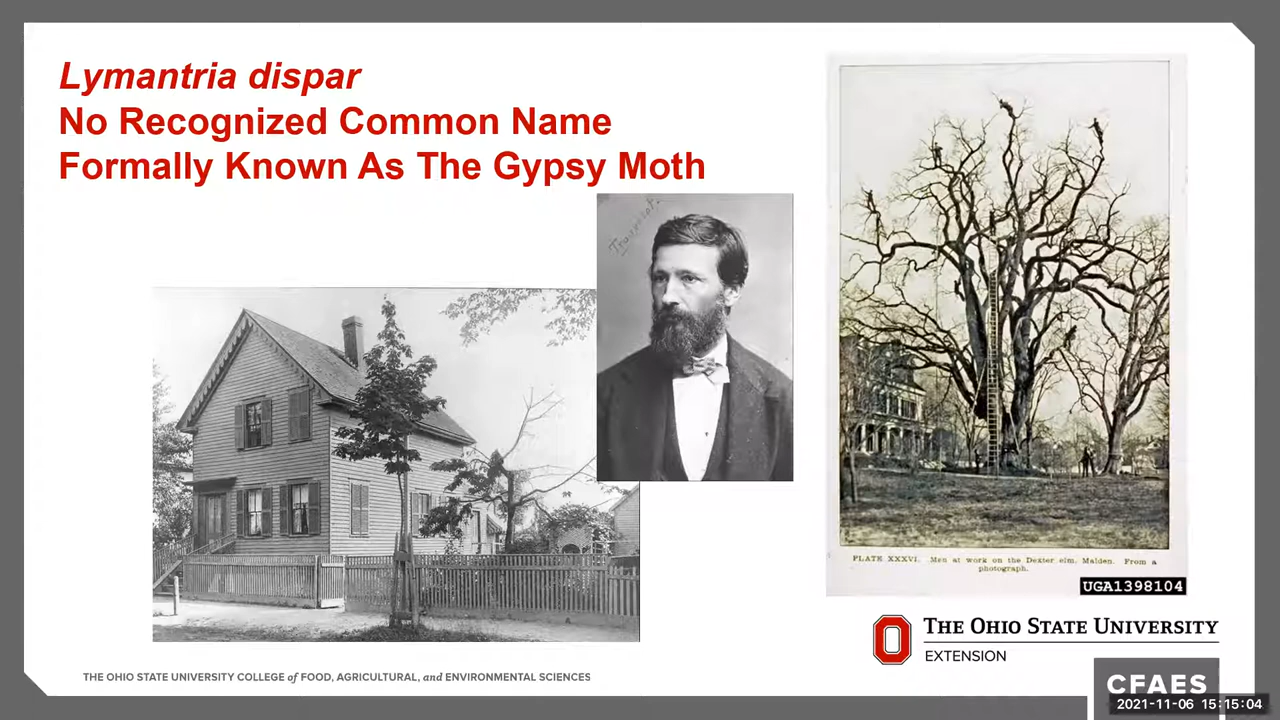 Lymantria dispar
No Recognized Common Name
Formally Known As The Gypsy Moth
PLATE XXXVI. Men at work on the Dexter elm, Malden. From a
photograph.
UGA1398104
THE OHIO STATE UNIVERSITY
EXTENSION
THE OHIO STATE UNIVERSITY COLLEGE of FOOD, AGRICULTURAL, and ENVIRONMENTAL SCIENCES
CFAES
2021-11-06 15:15:04